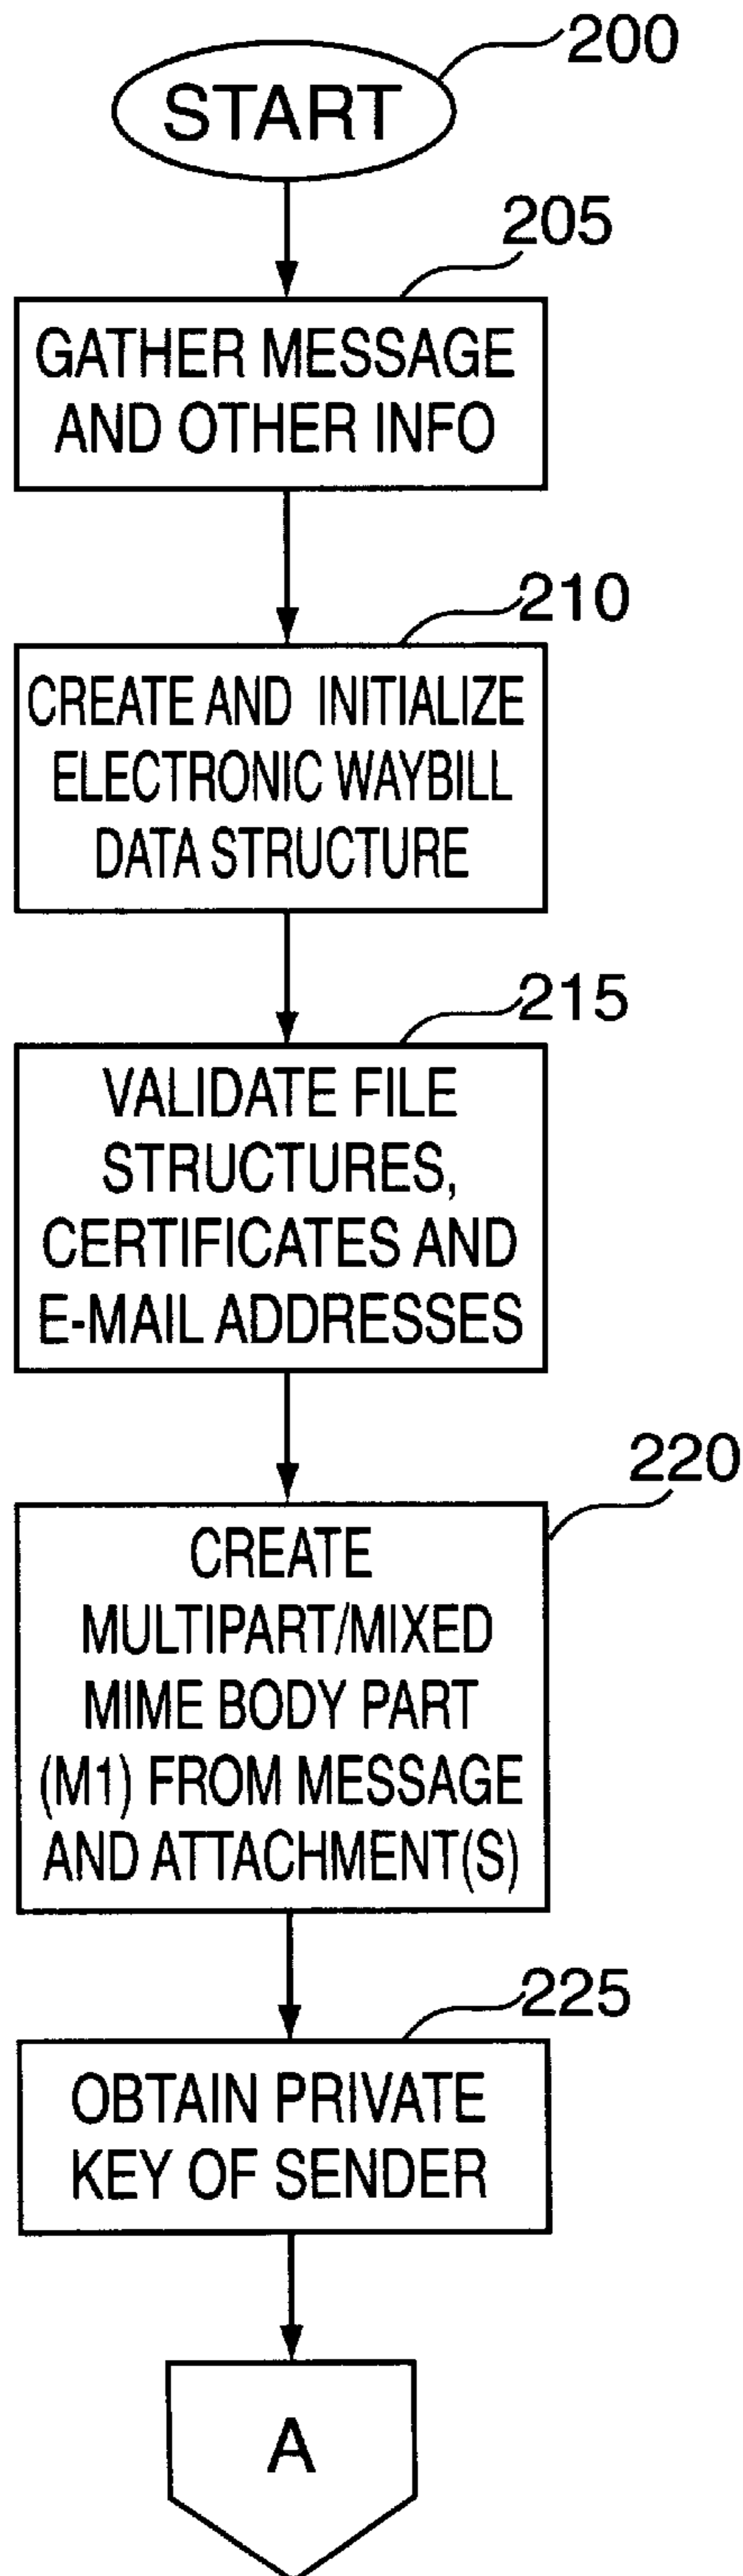 200
START
205
GATHER MESSAGE
AND OTHER INFO
210
CREATE AND INITIALIZE
ELECTRONIC WAYBILL
DATA STRUCTURE
215
VALIDATE FILE
STRUCTURES,
CERTIFICATES AND
E-MAIL ADDRESSES
220
CREATE
MULTIPART/MIXED
MIME BODY PART
(M1) FROM MESSAGE
AND ATTACHMENT(S)
225
OBTAIN PRIVATE
KEY OF SENDER
A